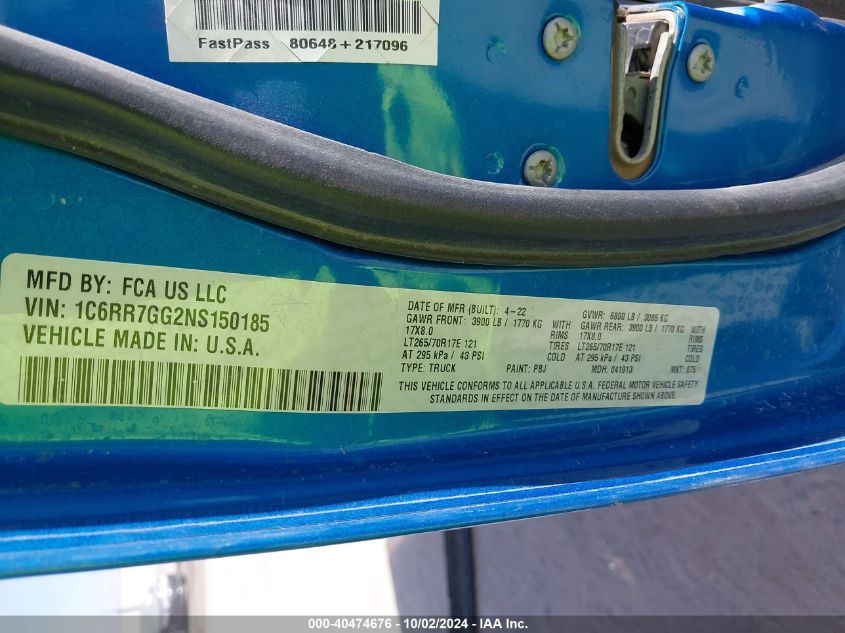 FastPass 80648+217096
MFD BY: FCA US LLC
VIN: 1C6RR7GG2NS150185
VEHICLE MADE IN: U.S.A.
DATE OF MFR (BUILT): 4-22 GVWR: 6800 LB / 3085 KG
GAWR FRONT: 3900 LB / 1770 KG WITH GAWR REAR: 3900 LB / 1770 KG WITH
17X8.0 RIMS 17X8.0 RIMS
LT265/70R17E 121 TIRES LT265/70R17E 121 TIRES
AT 295 kPa / 43 PSI COLD AT 295 kPa / 43 PSI COLD
TYPE: TRUCK PAINT: PBJ MDH: 041913 MKT: 875
THIS VEHICLE CONFORMS TO ALL APPLICABLE U.S.A. FEDERAL MOTOR VEHICLE SAFETY
STANDARDS IN EFFECT ON THE DATE OF MANUFACTURE SHOWN ABOVE.
000-40474676 - 10/02/2024 - IAA Inc.